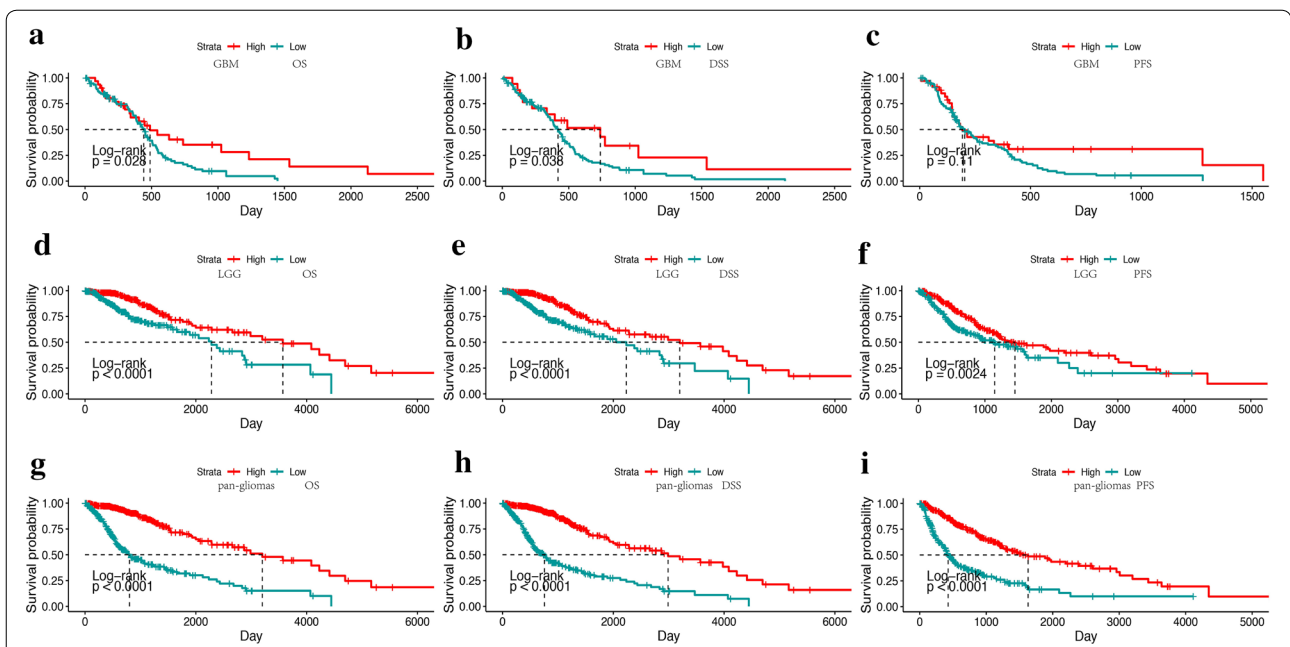 a
Strata High Low
GBM OS
1.00
0.75
0.50
0.25
0.00
Survival probability
Log-rank
p = 0.028
0 500 1000 1500 2000 2500
Day
b
Strata High Low
GBM DSS
1.00
0.75
0.50
0.25
0.00
Survival probability
Log-rank
p = 0.038
0 500 1000 1500 2000 2500
Day
c
Strata High Low
GBM PFS
1.00
0.75
0.50
0.25
0.00
Survival probability
Log-rank
p = 0.11
0 500 1000 1500
Day
d
Strata High Low
LGG OS
1.00
0.75
0.50
0.25
0.00
Survival probability
Log-rank
p < 0.0001
0 2000 4000 6000
Day
e
Strata High Low
LGG DSS
1.00
0.75
0.50
0.25
0.00
Survival probability
Log-rank
p < 0.0001
0 2000 4000 6000
Day
f
Strata High Low
LGG PFS
1.00
0.75
0.50
0.25
0.00
Survival probability
Log-rank
p = 0.0024
0 1000 2000 3000 4000 5000
Day
g
Strata High Low
pan-gliomas OS
1.00
0.75
0.50
0.25
0.00
Survival probability
Log-rank
p < 0.0001
0 2000 4000 6000
Day
h
Strata High Low
pan-gliomas DSS
1.00
0.75
0.50
0.25
0.00
Survival probability
Log-rank
p < 0.0001
0 2000 4000 6000
Day
i
Strata High Low
pan-gliomas PFS
1.00
0.75
0.50
0.25
0.00
Survival probability
Log-rank
p < 0.0001
0 1000 2000 3000 4000 5000
Day